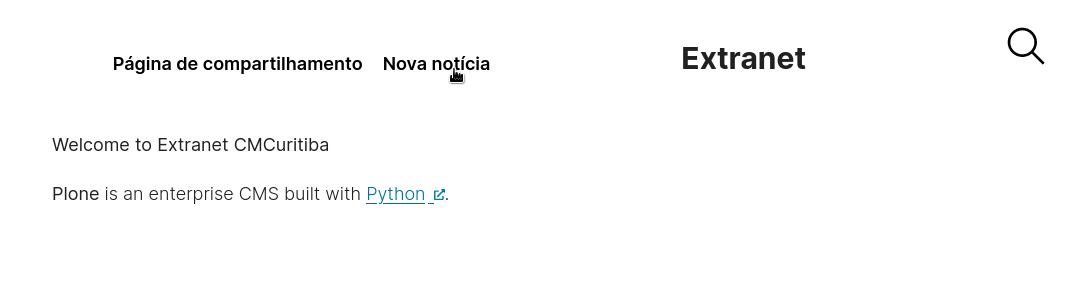 Página de compartilhamento Nova notícia Extranet
Welcome to Extranet CMCuritiba
Plone is an enterprise CMS built with Python .